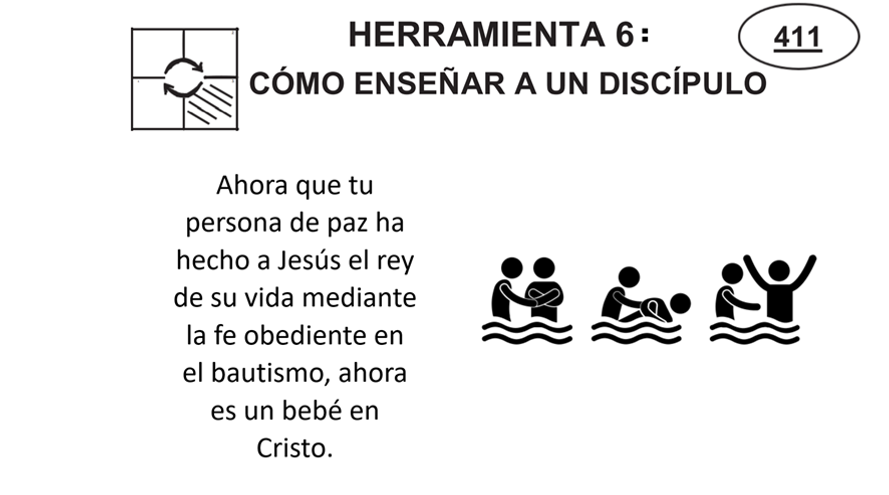 HERRAMIENTA 6:
411
CÓMO ENSEÑAR A UN DISCÍPULO
Ahora que tu
persona de paz ha
hecho a Jesús el rey
de su vida mediante
la fe obediente en
el bautismo, ahora
es un bebé en
Cristo.